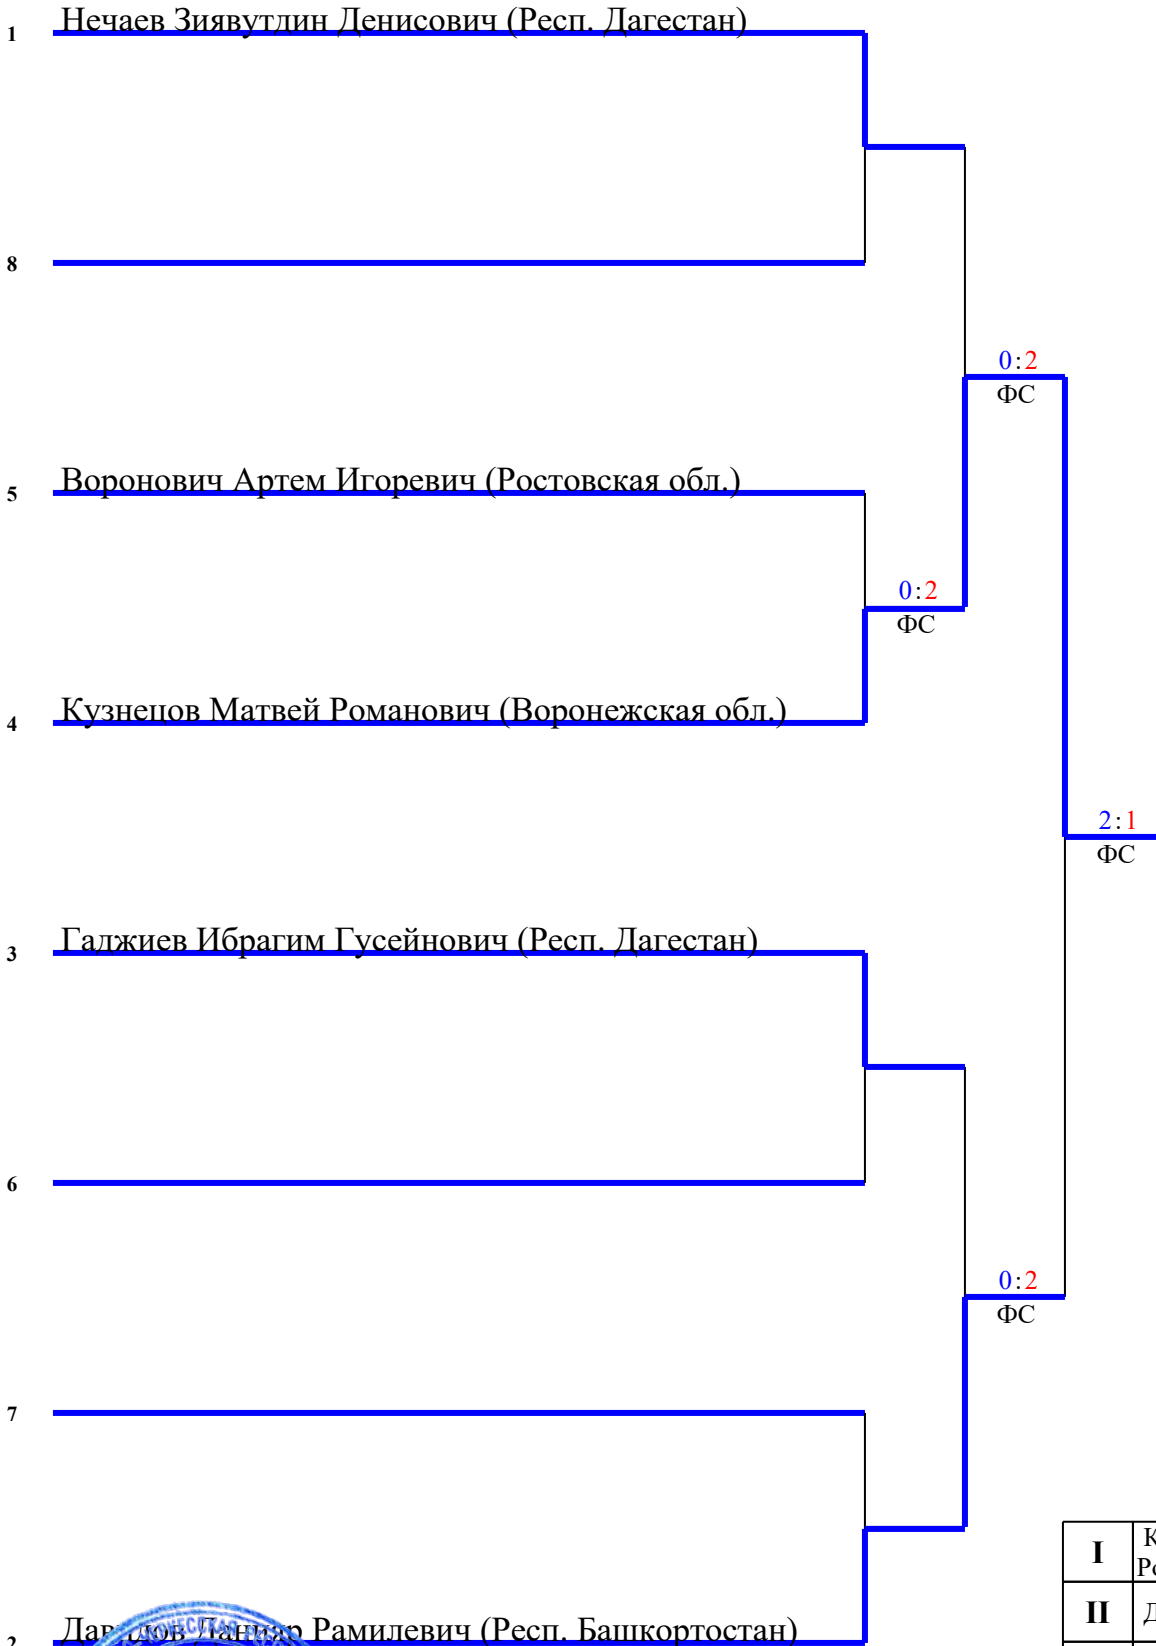 1 Нечаев Зиявутдин Денисович (Респ. Дагестан)
8
0:2
ФС
5 Воронович Артем Игоревич (Ростовская обл.)
0:2
ФС
4 Кузнецов Матвей Романович (Воронежская обл.)
2:1
ФС
3 Гаджиев Ибрагим Гусейнович (Респ. Дагестан)
6
0:2
ФС
7
I
II
2 Рамилевич (Респ. Башкортостан)